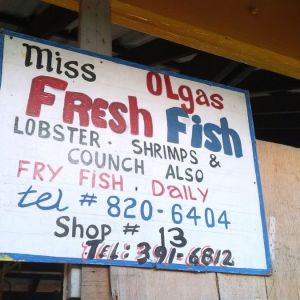 Miss OLgas
FRESH Fish
LOBSTER. SHRIMPS &
COUNCH ALSO
FRY FISH. DAILY
tel # 820-6404
Shop # 13
TEL: 391-6812